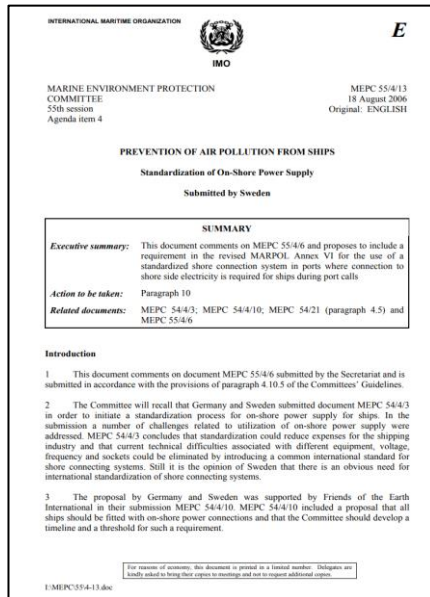 INTERNATIONAL MARITIME ORGANIZATION
E
IMO
MARINE ENVIRONMENT PROTECTION
COMMITTEE
55th session
Agenda item 4
MEPC 55/4/13
18 August 2006
Original: ENGLISH
PREVENTION OF AIR POLLUTION FROM SHIPS
Standardization of On-Shore Power Supply
Submitted by Sweden
SUMMARY
Executive summary: This document comments on MEPC 55/4/6 and proposes to include a
requirement in the revised MARPOL Annex VI for the use of a
standardized shore connection system in ports where connection to
shore side electricity is required for ships during port calls
Action to be taken: Paragraph 10
Related documents: MEPC 54/4/3; MEPC 54/4/10; MEPC 54/21 (paragraph 4.5) and
MEPC 55/4/6
Introduction
1 This document comments on document MEPC 55/4/6 submitted by the Secretariat and is
submitted in accordance with the provisions of paragraph 4.10.5 of the Committees' Guidelines.
2 The Committee will recall that Germany and Sweden submitted document MEPC 54/4/3
in order to initiate a standardization process for on-shore power supply for ships. In the
submission a number of challenges related to utilization of on-shore power supply were
addressed. MEPC 54/4/3 concludes that standardization could reduce expenses for the shipping
industry and that current technical difficulties associated with different equipment, voltage,
frequency and sockets could be eliminated by introducing a common international standard for
shore connecting systems. Still it is the opinion of Sweden that there is an obvious need for
international standardization of shore connecting systems.
3 The proposal by Germany and Sweden was supported by Friends of the Earth
International in their submission MEPC 54/4/10. MEPC 54/4/10 included a proposal that all
ships should be fitted with on-shore power connections and that the Committee should develop a
timeline and a threshold for such a requirement.
For reasons of economy, this document is printed in a limited number. Delegates are
kindly asked to bring their copies to meetings and not to request additional copies.
I:\MEPC\55\4-13.doc